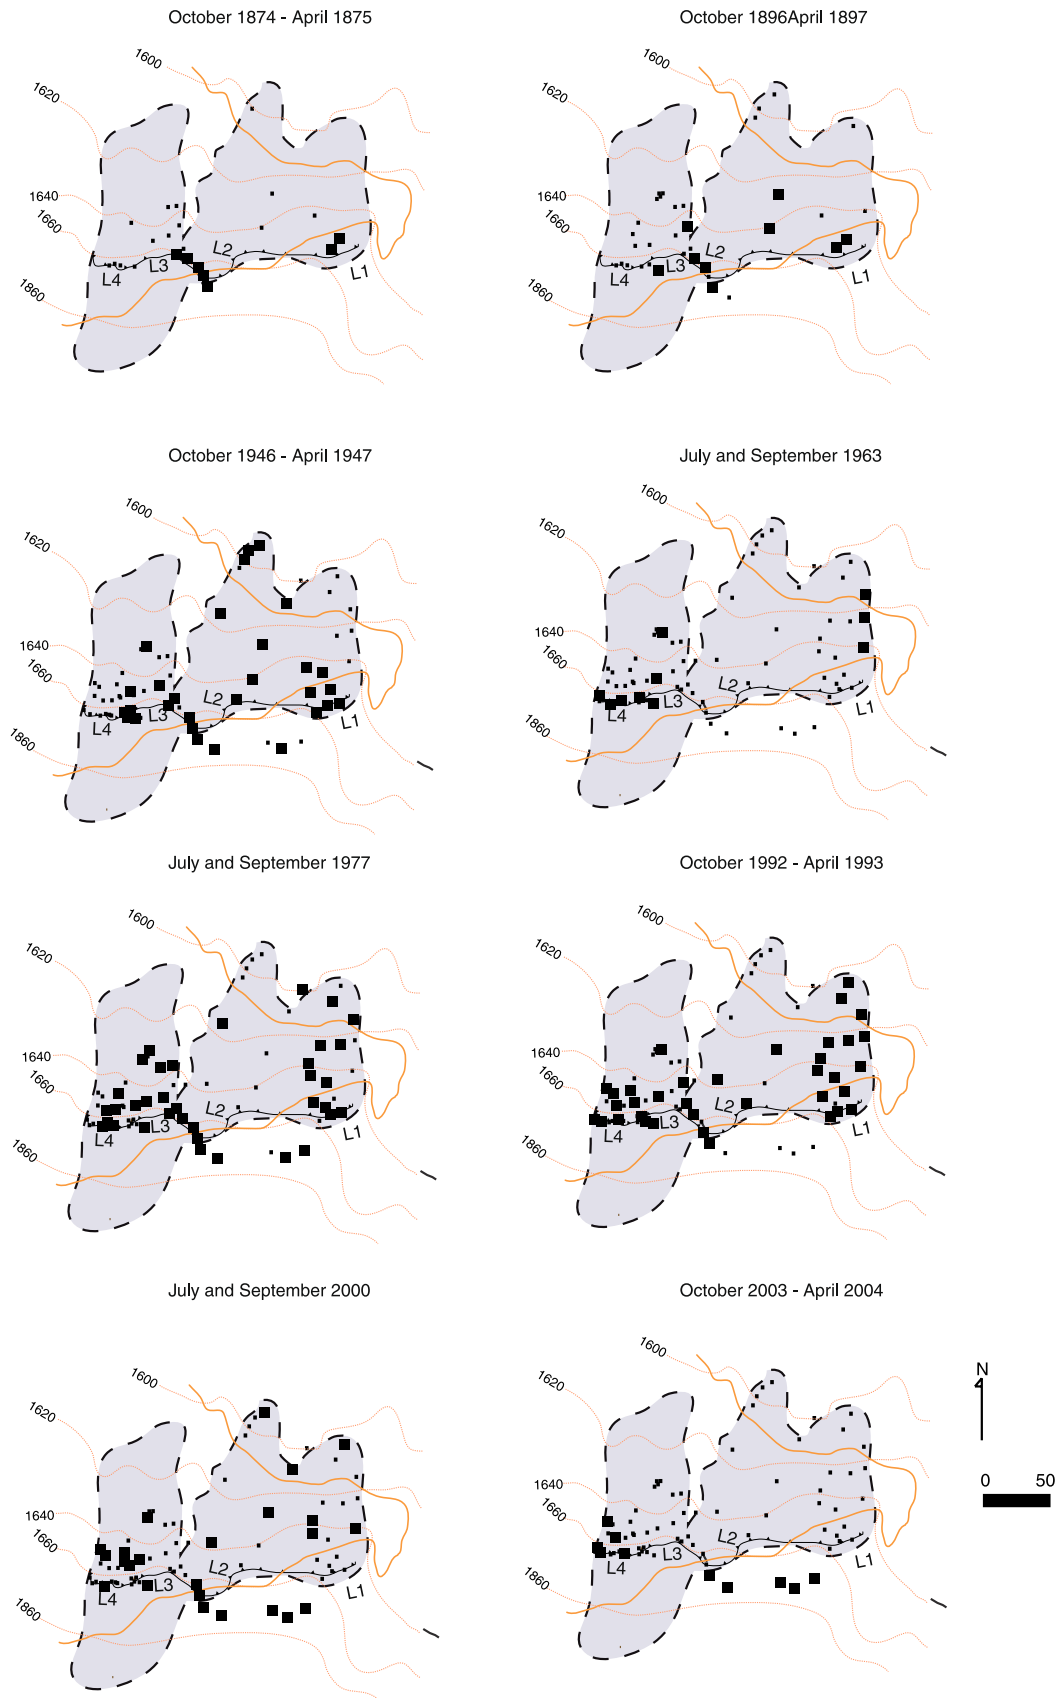 October 1874 - April 1875
October 1896April 1897
1600
1620
1640
1660
1860
L4
L3
L2
L1
1600
1620
1640
1660
1860
L4
L3
L2
L1
October 1946 - April 1947
July and September 1963
1600
1620
1640
1660
1860
L4
L3
L2
L1
1600
1620
1640
1660
1860
L4
L3
L2
L1
July and September 1977
October 1992 - April 1993
1600
1620
1640
1660
1860
L4
L3
L2
L1
1600
1620
1640
1660
1860
L4
L3
L2
L1
July and September 2000
October 2003 - April 2004
1600
1620
1640
1660
1860
L4
L3
L2
L1
1600
1620
1640
1660
1860
L4
L3
L2
L1
N
0 50